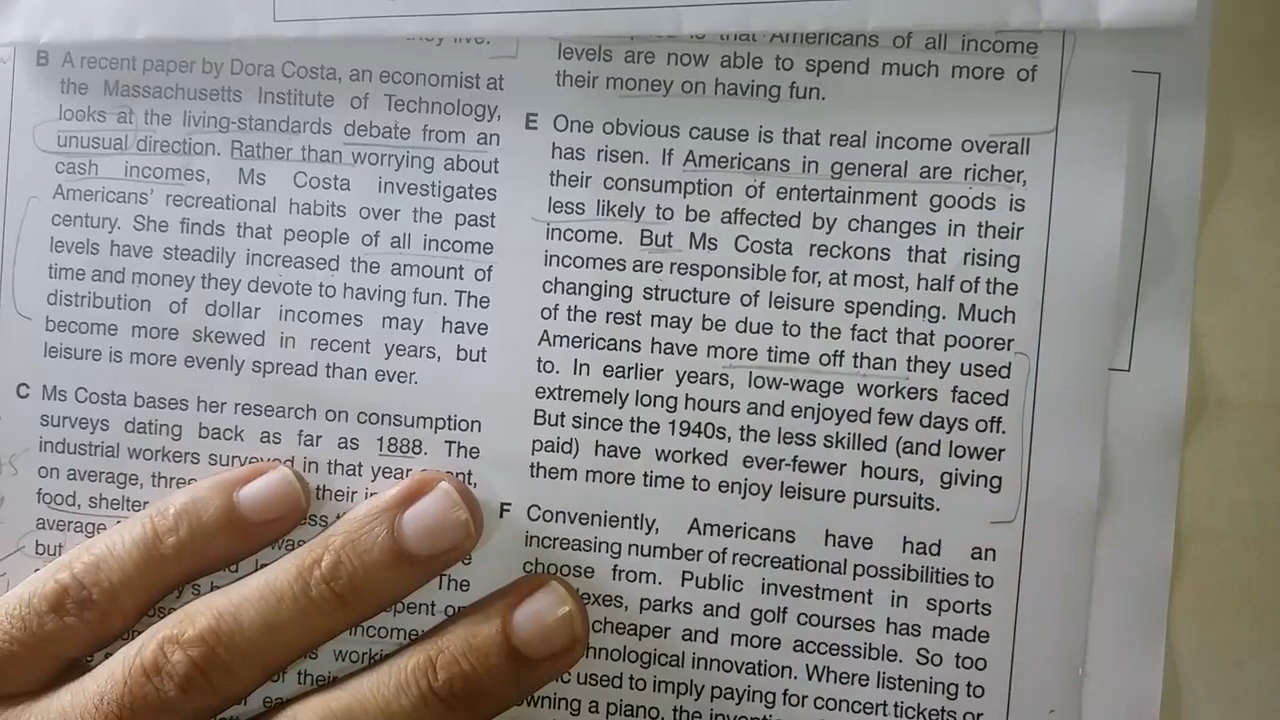 B A recent paper by Dora Costa, an economist at
the Massachusetts Institute of Technology,
looks at the living-standards debate from an
unusual direction. Rather than worrying about
cash incomes, Ms Costa investigates
Americans' recreational habits over the past
century. She finds that people of all income
levels have steadily increased the amount of
time and money they devote to having fun. The
distribution of dollar incomes may have
become more skewed in recent years, but
leisure is more evenly spread than ever.
C Ms Costa bases her research on consumption
surveys dating back as far as 1888. The
industrial workers surveyed in that year
on average, their
food, shelter
average
but
The
spent
income
their
that Americans of all income
levels are now able to spend much more of
their money on having fun.
E One obvious cause is that real income overall
has risen. If Americans in general are richer,
their consumption of entertainment goods is
less likely to be affected by changes in their
income. But Ms Costa reckons that rising
incomes are responsible for, at most, half of the
changing structure of leisure spending. Much
of the rest may be due to the fact that poorer
Americans have more time off than they used
to. In earlier years, low-wage workers faced
extremely long hours and enjoyed few days off.
But since the 1940s, the less skilled (and lower
paid) have worked ever-fewer hours, giving
them more time to enjoy leisure pursuits.
F Conveniently, Americans have had an
increasing number of recreational possibilities to
choose from. Public investment in sports
parks and golf courses has made
cheaper and more accessible. So too
innovation. Where listening to
used to imply paying for concert tickets or
owning a piano, the